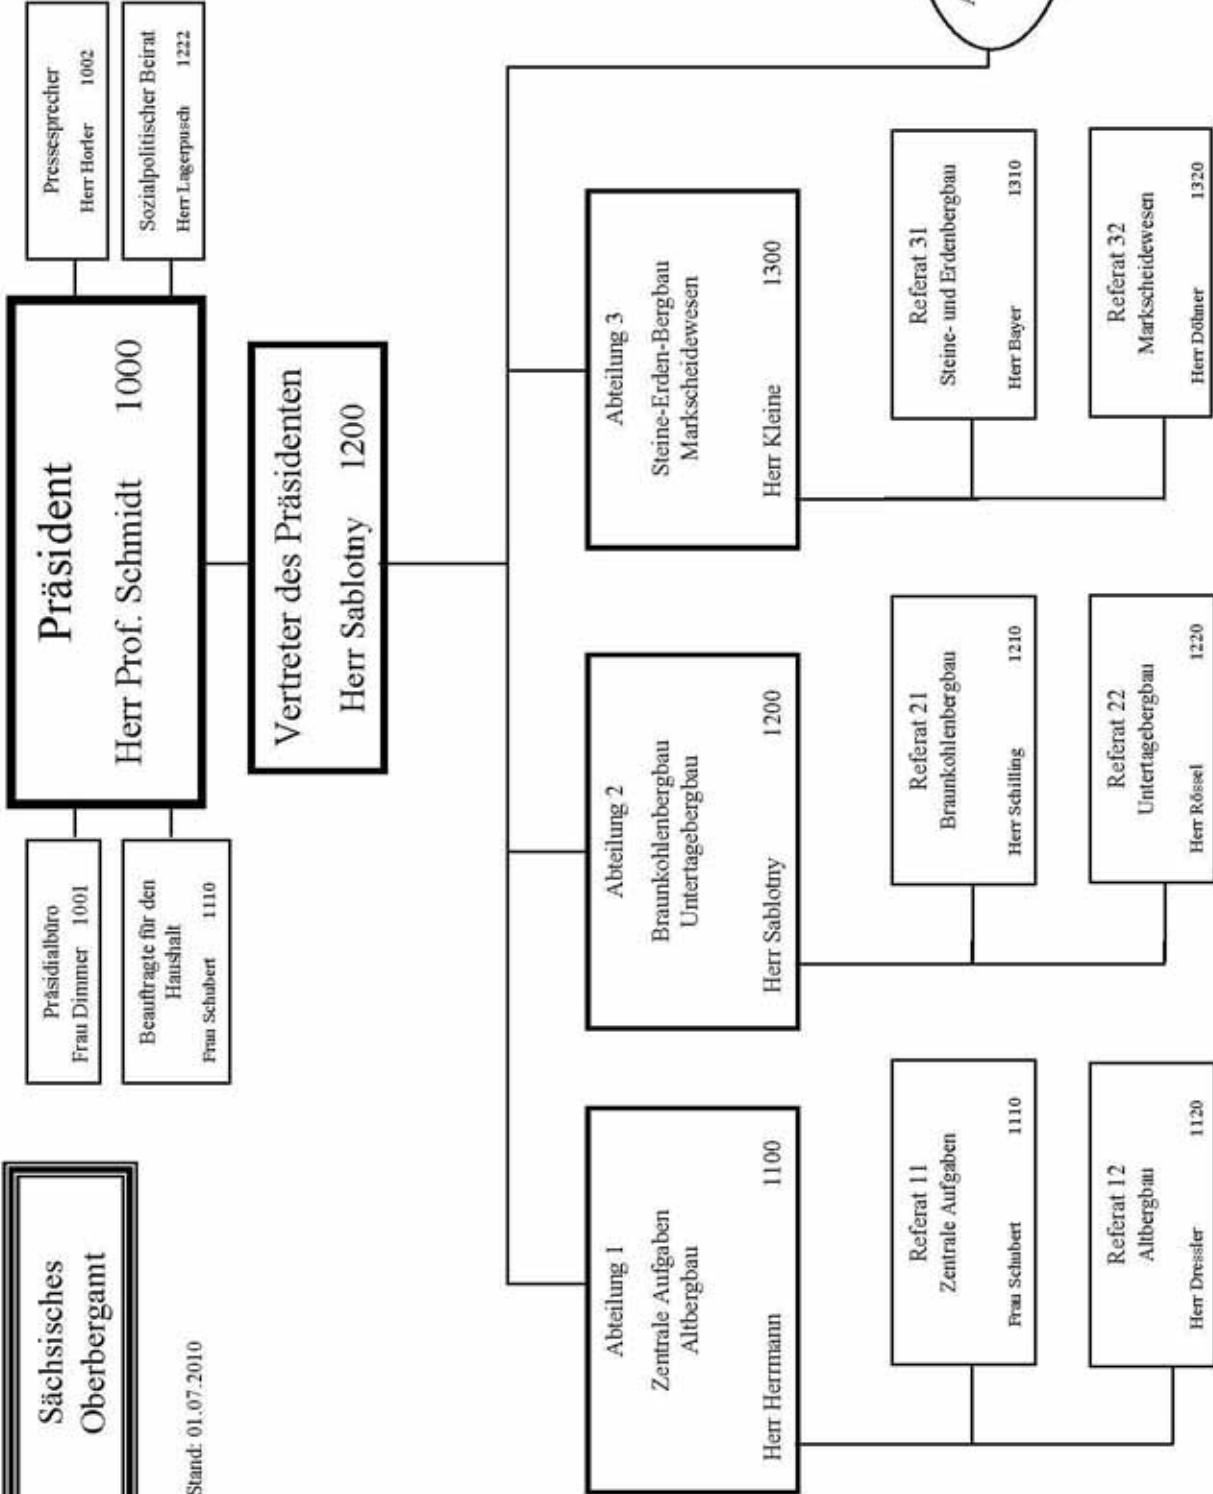 Sächsisches
Oberbergamt
Stand: 01.07.2010
Präsidialbüro
Frau Dimmer 1001
Beauftragte für den
Haushalt
Frau Schubert 1110
Präsident
Herr Prof. Schmidt 1000
Pressesprecher
Herr Horler 1002
Sozialpolitischer Beirat
Herr Lagerpusch 1222
Vertreter des Präsidenten
Herr Sablotny 1200
Abteilung 1
Zentrale Aufgaben
Altbergbau
Herr Herrmann 1100
Abteilung 2
Braunkohlenbergbau
Untertagebergbau
Herr Sablotny 1200
Abteilung 3
Steine-Erden-Bergbau
Markscheidewesen
Herr Kleine 1300
Referat 11
Zentrale Aufgaben
Frau Schubert 1110
Referat 21
Braunkohlenbergbau
Herr Schilling 1210
Referat 31
Steine- und Erdenbergbau
Herr Bayer 1310
Referat 12
Altbergbau
Herr Dressler 1120
Referat 22
Untertagebergbau
Herr Rössel 1220
Referat 32
Markscheidewesen
Herr Döhner 1320